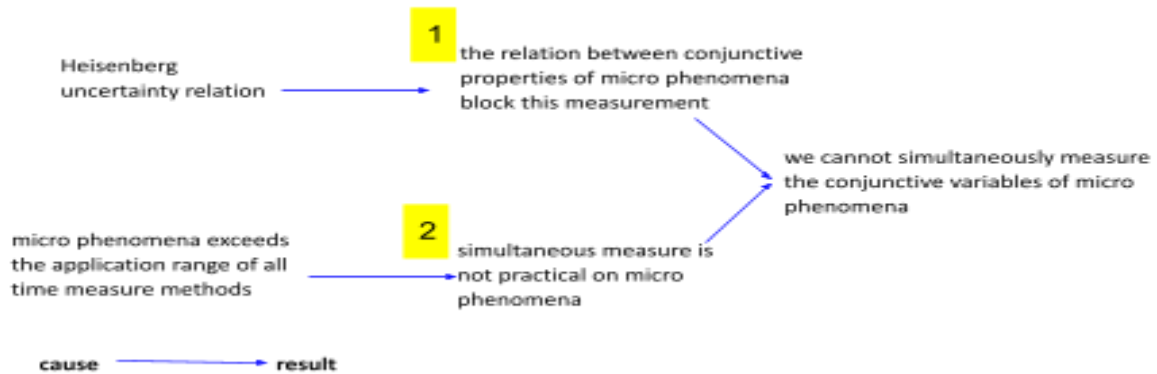 1
Heisenberg
uncertainty relation
the relation between conjunctive
properties of micro phenomena
block this measurement
we cannot simultaneously measure
the conjunctive variables of micro
phenomena
2
micro phenomena exceeds
the application range of all
time measure methods
simultaneous measure is
not practical on micro
phenomena
cause
result